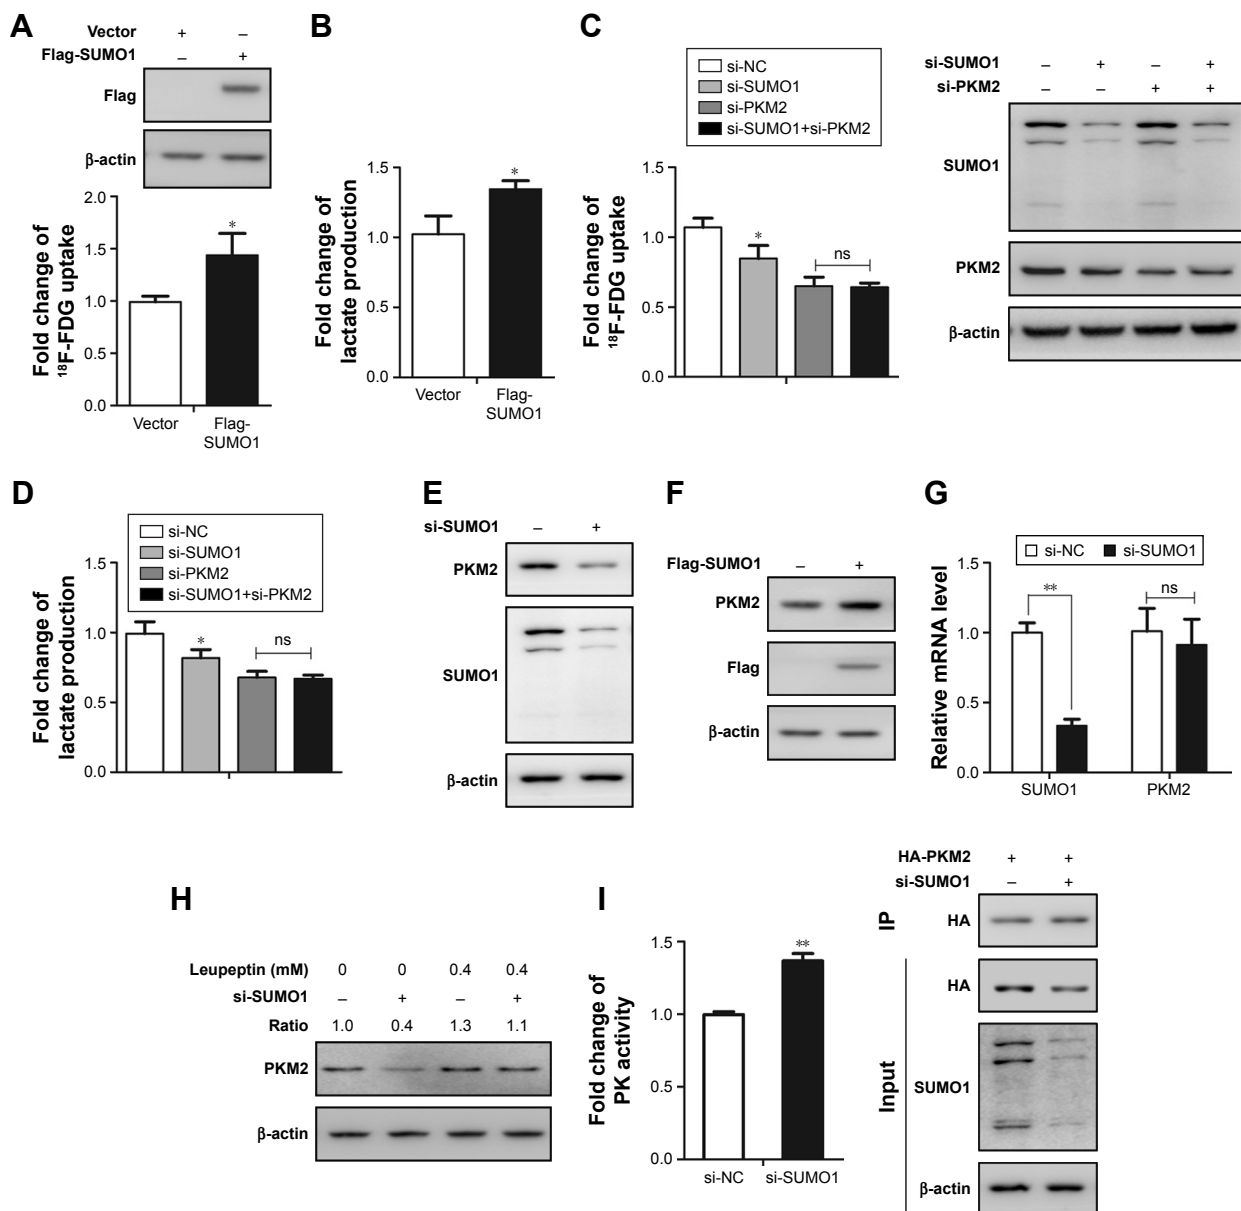 A
Vector + –
Flag-SUMO1 – +
Flag
β-actin
2.0
1.5
1.0
0.5
0.0
Fold change of
¹⁸F-FDG uptake
*
Vector
Flag-
SUMO1
B
1.5
1.0
0.5
0.0
Fold change of
lactate production
*
Vector
Flag-
SUMO1
C
si-NC
si-SUMO1
si-PKM2
si-SUMO1+si-PKM2
1.5
1.0
0.5
0.0
Fold change of
¹⁸F-FDG uptake
*
ns
si-SUMO1 – + – +
si-PKM2 – – + +
SUMO1
PKM2
β-actin
D
si-NC
si-SUMO1
si-PKM2
si-SUMO1+si-PKM2
1.5
1.0
0.5
0.0
Fold change of
lactate production
*
ns
E
si-SUMO1 – +
PKM2
SUMO1
β-actin
F
Flag-SUMO1 – +
PKM2
Flag
β-actin
G
si-NC si-SUMO1
1.5
1.0
0.5
0.0
Relative mRNA level
**
ns
SUMO1 PKM2
H
Leupeptin (mM) 0 0 0.4 0.4
si-SUMO1 – + – +
Ratio 1.0 0.4 1.3 1.1
PKM2
β-actin
I
1.5
1.0
0.5
0.0
Fold change of
PK activity
**
si-NC si-SUMO1
HA-PKM2 + +
si-SUMO1 – +
IP
HA
Input
HA
SUMO1
β-actin